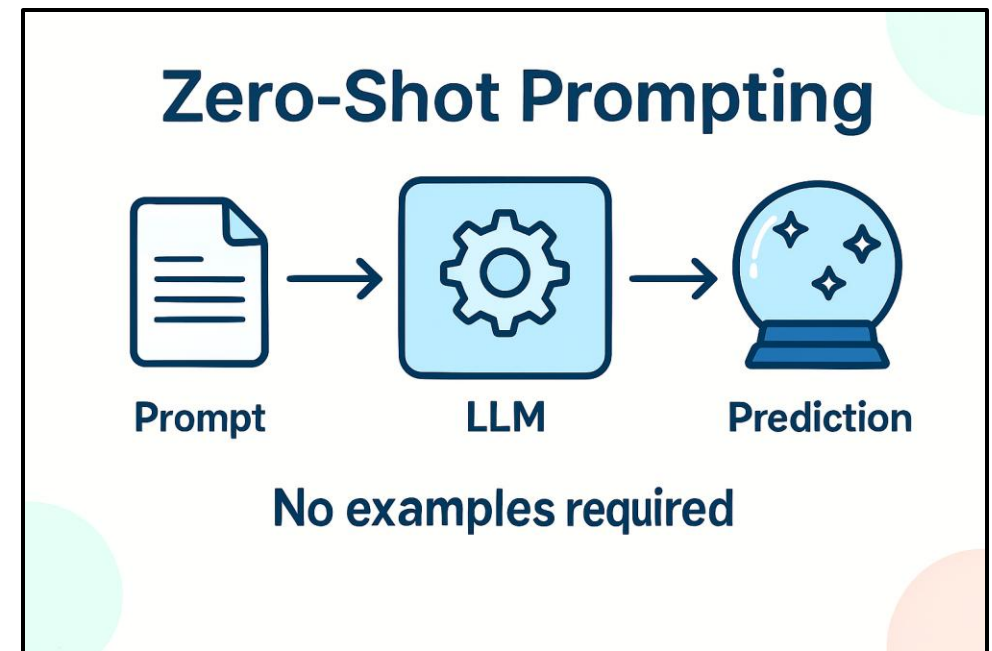 Zero-Shot Prompting
Prompt
LLM
Prediction
No examples required